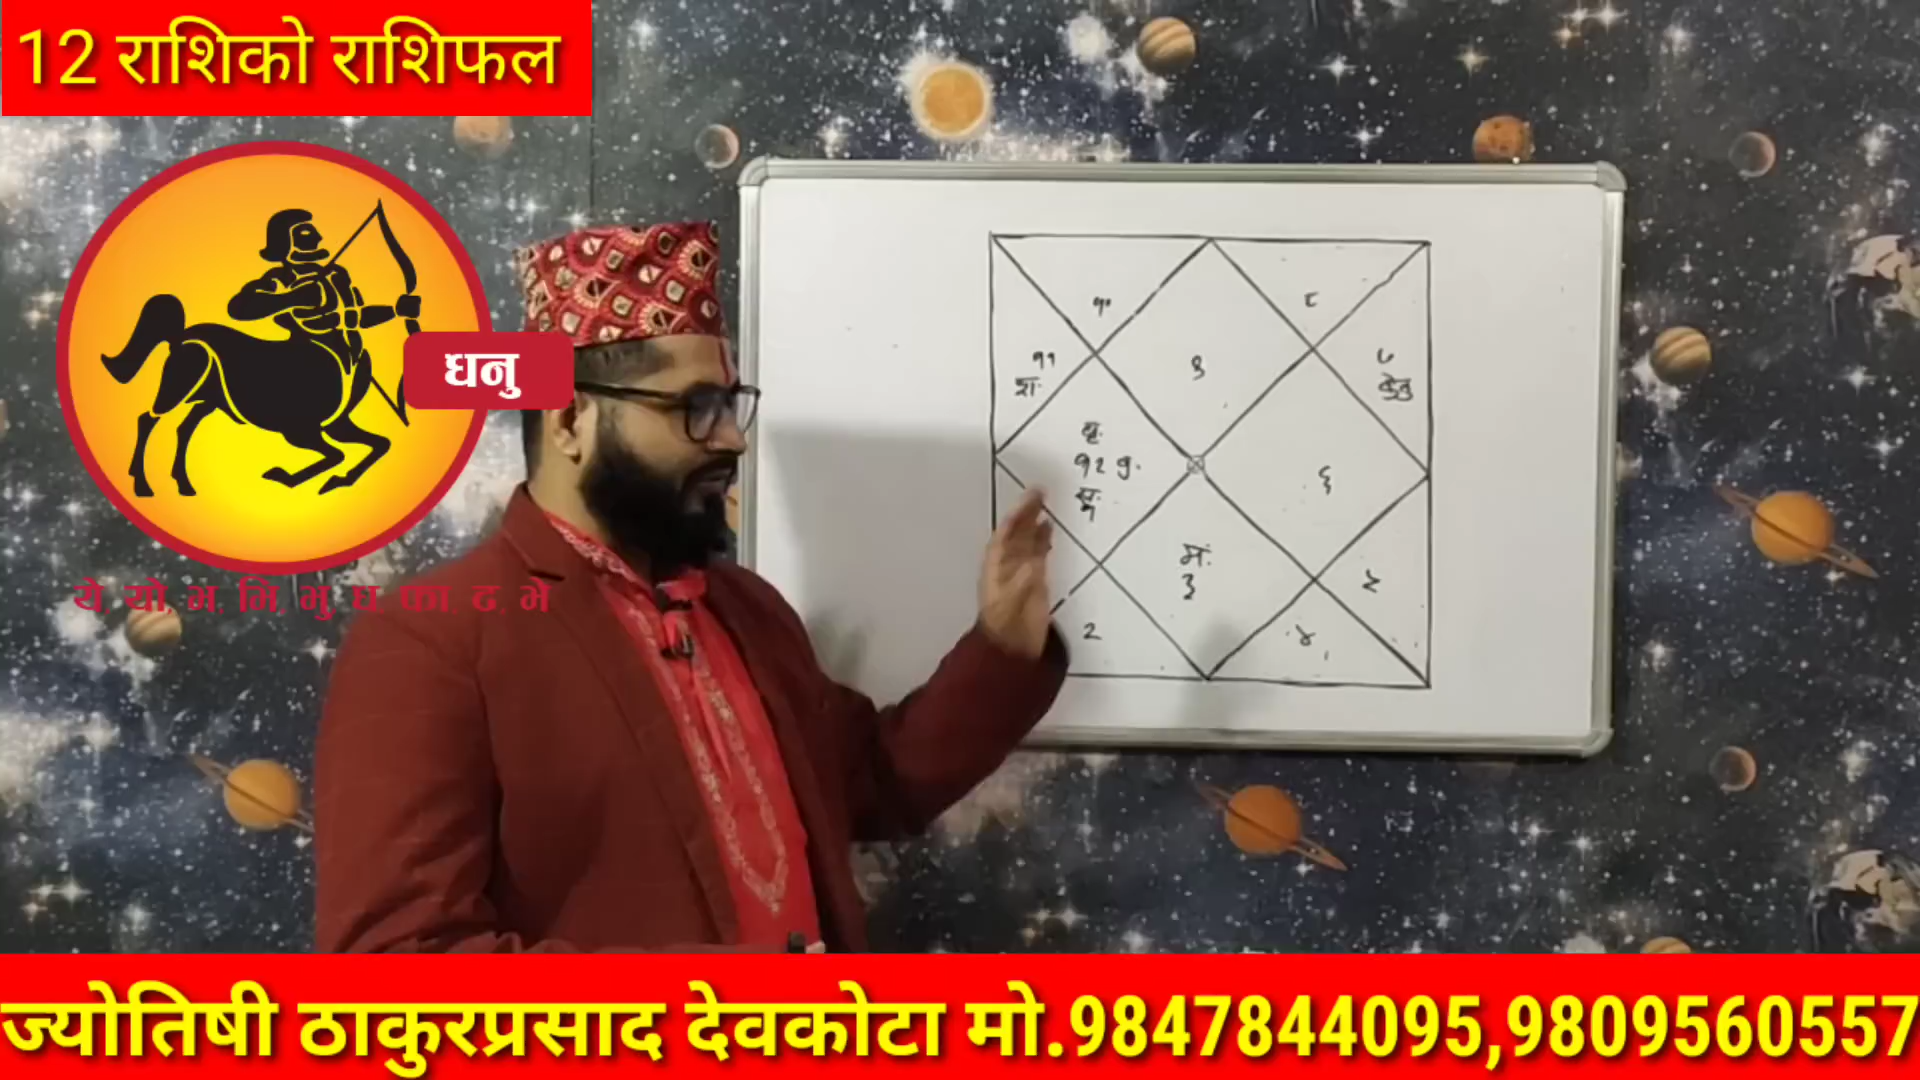 12 राशिको राशिफल
धनु
ये, यो, भ, भि, भु, ध, फा, ढ, भे
१०
८
११
श.
९
७
केतु
बु.
१२ गु.
सू.
६
मं.
३
५
२
४
ज्योतिषी ठाकुरप्रसाद देवकोटा मो.9847844095,9809560557